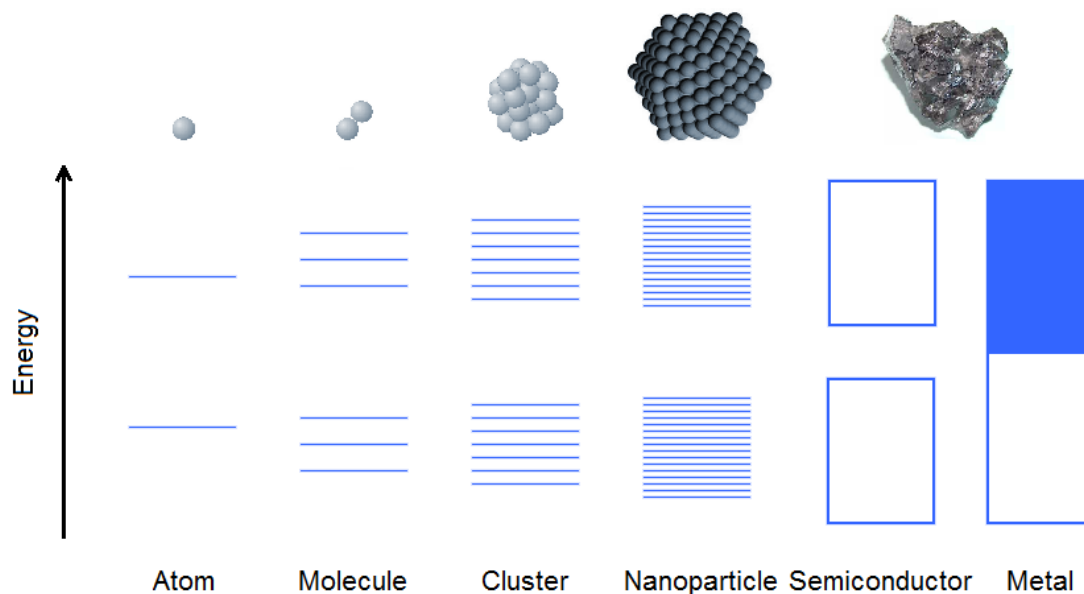 Energy
Atom
Molecule
Cluster
Nanoparticle
Semiconductor
Metal